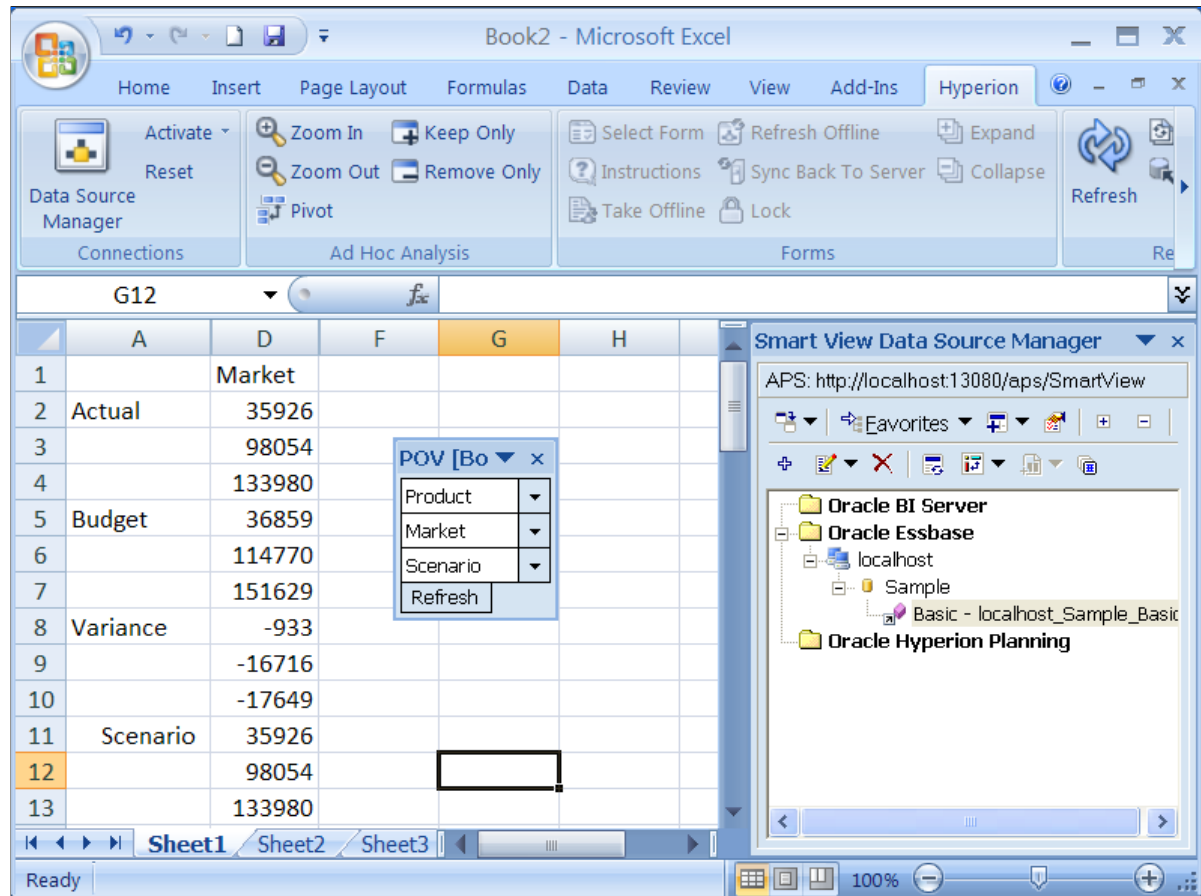 Book2 - Microsoft Excel
Home Insert Page Layout Formulas Data Review View Add-Ins Hyperion
Activate Zoom In Keep Only Select Form Refresh Offline Expand
Reset Zoom Out Remove Only Instructions Sync Back To Server Collapse
Data Source Manager Pivot Take Offline Lock Refresh
Connections Ad Hoc Analysis Forms Re
G12 fx
A D F G H
1 Market
2 Actual 35926
3 98054
4 133980
5 Budget 36859
6 114770
7 151629
8 Variance -933
9 -16716
10 -17649
11 Scenario 35926
12 98054
13 133980
POV [Bo
Product
Market
Scenario
Refresh
Smart View Data Source Manager
APS: http://localhost:13080/aps/SmartView
Favorites
Oracle BI Server
Oracle Essbase
localhost
Sample
Basic - localhost_Sample_Basic
Oracle Hyperion Planning
Sheet1 Sheet2 Sheet3
Ready 100%